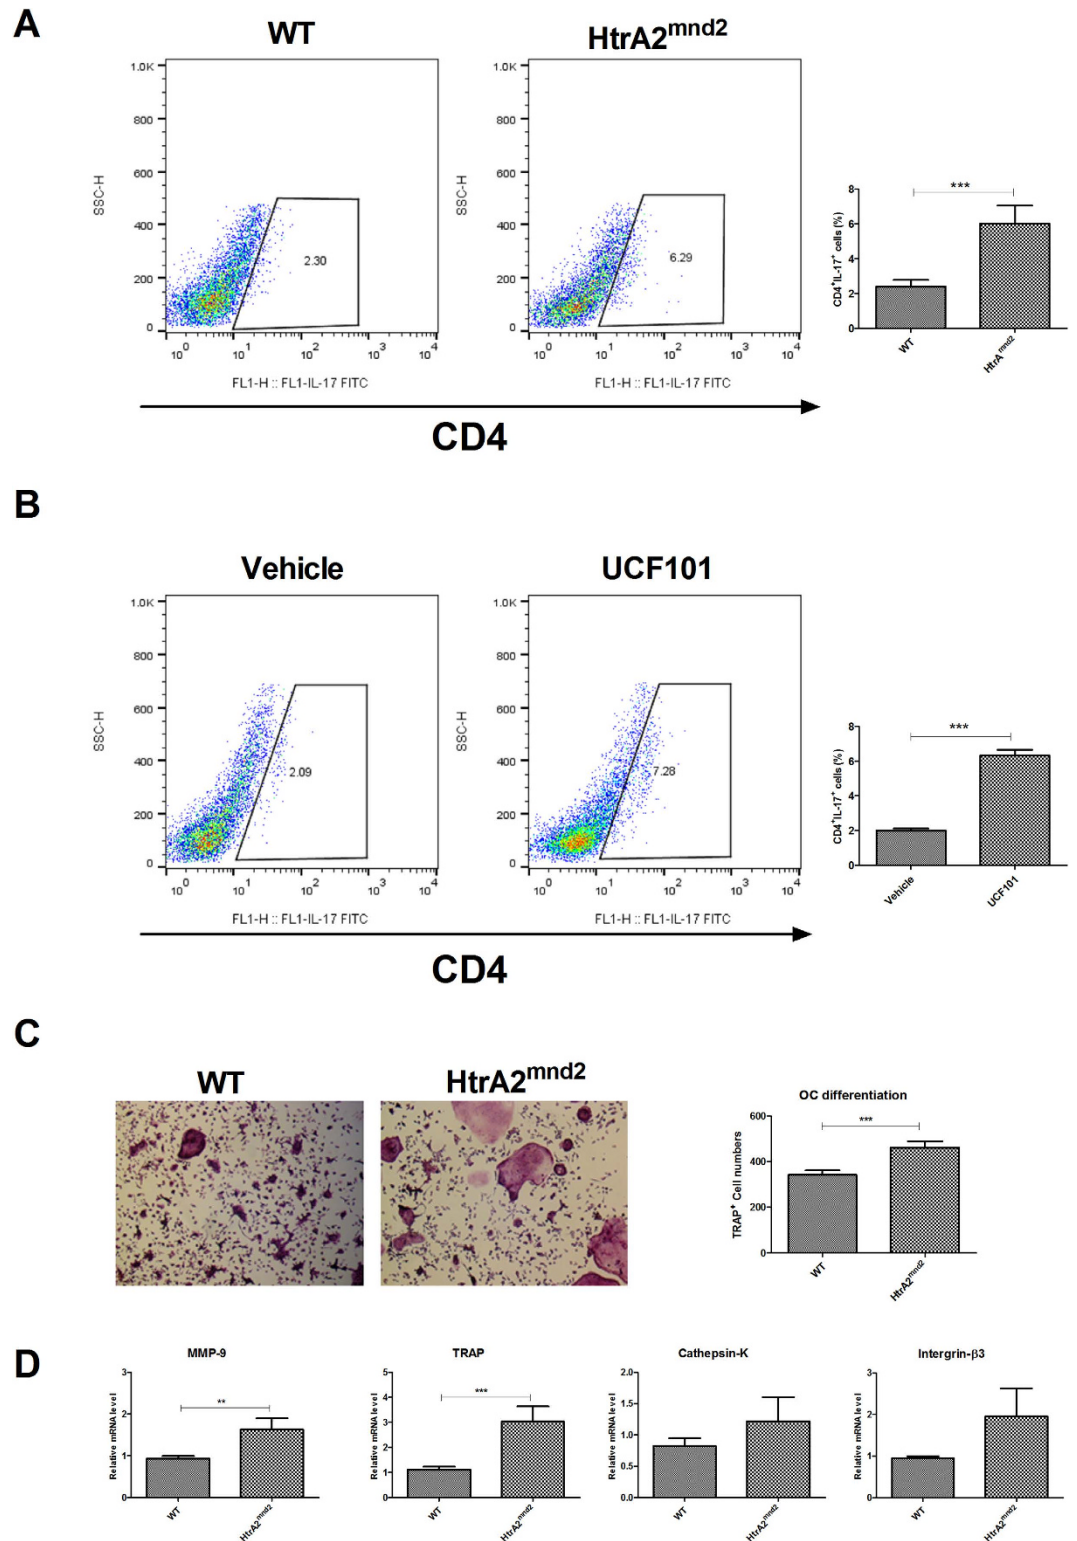 A
WT
HtrA2mnd2
1.0K
800
600
400
200
0
SSC-H
2.30
10^0 10^1 10^2 10^3 10^4
FL1-H :: FL1-IL-17 FITC
1.0K
800
600
400
200
0
SSC-H
6.29
10^0 10^1 10^2 10^3 10^4
FL1-H :: FL1-IL-17 FITC
CD4
***
CD4+IL-17+ cells (%)
8
6
4
2
0
WT
HtrAmnd2
B
Vehicle
UCF101
1.0K
800
600
400
200
0
SSC-H
2.09
10^0 10^1 10^2 10^3 10^4
FL1-H :: FL1-IL-17 FITC
1.0K
800
600
400
200
0
SSC-H
7.28
10^0 10^1 10^2 10^3 10^4
FL1-H :: FL1-IL-17 FITC
CD4
***
CD4+IL-17+ cells (%)
8
6
4
2
0
Vehicle
UCF101
C
WT
HtrA2mnd2
OC differentiation
***
TRAP+ Cell numbers
600
400
200
0
WT
HtrA2mnd2
D
MMP-9
**
Relative mRNA level
3
2
1
0
WT
HtrA2mnd2
TRAP
***
Relative mRNA level
5
4
3
2
1
0
WT
HtrA2mnd2
Cathepsin-K
Relative mRNA level
2.0
1.5
1.0
0.5
0.0
WT
HtrA2mnd2
Intergrin-β3
Relative mRNA level
3
2
1
0
WT
HtrA2mnd2